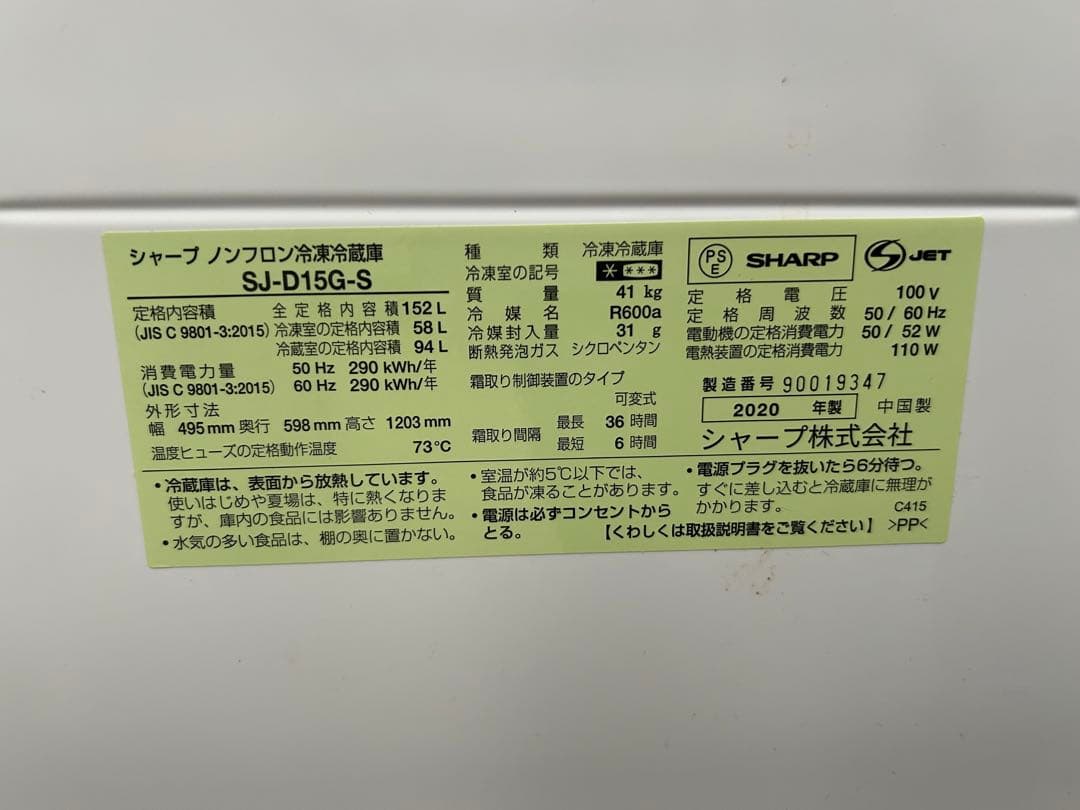 シャープ ノンフロン冷凍冷蔵庫
SJ-D15G-S
定格内容積 全定格内容積 152 L
(JIS C 9801-3:2015) 冷凍室の定格内容積 58 L
冷蔵室の定格内容積 94 L
消費電力量 50 Hz 290 kWh/年
(JIS C 9801-3:2015) 60 Hz 290 kWh/年
外形寸法
幅 495 mm 奥行 598 mm 高さ 1203 mm
温度ヒューズの定格動作温度 73℃
種類 冷凍冷蔵庫
冷凍室の記号 * ***
質量 41 kg
冷媒名 R600a
冷媒封入量 31 g
断熱発泡ガス シクロペンタン
霜取り制御装置のタイプ
可変式
霜取り間隔 最長 36 時間
最短 6 時間
PSE SHARP S JET
定格電圧 100 V
定格周波数 50 / 60 Hz
電動機の定格消費電力 50 / 52 W
電熱装置の定格消費電力 110 W
製造番号 90019347
2020 年製 中国製
シャープ株式会社
・冷蔵庫は、表面から放熱しています。
使いはじめや夏場は、特に熱くなりま
すが、庫内の食品には影響ありません。
・水気の多い食品は、棚の奥に置かない。
・室温が約5℃以下では、
食品が凍ることがあります。
・電源は必ずコンセントから
とる。
・電源プラグを抜いたら6分待つ。
すぐに差し込むと冷蔵庫に無理が
かかります。 C415
【くわしくは取扱説明書をご覧ください】 >PP<